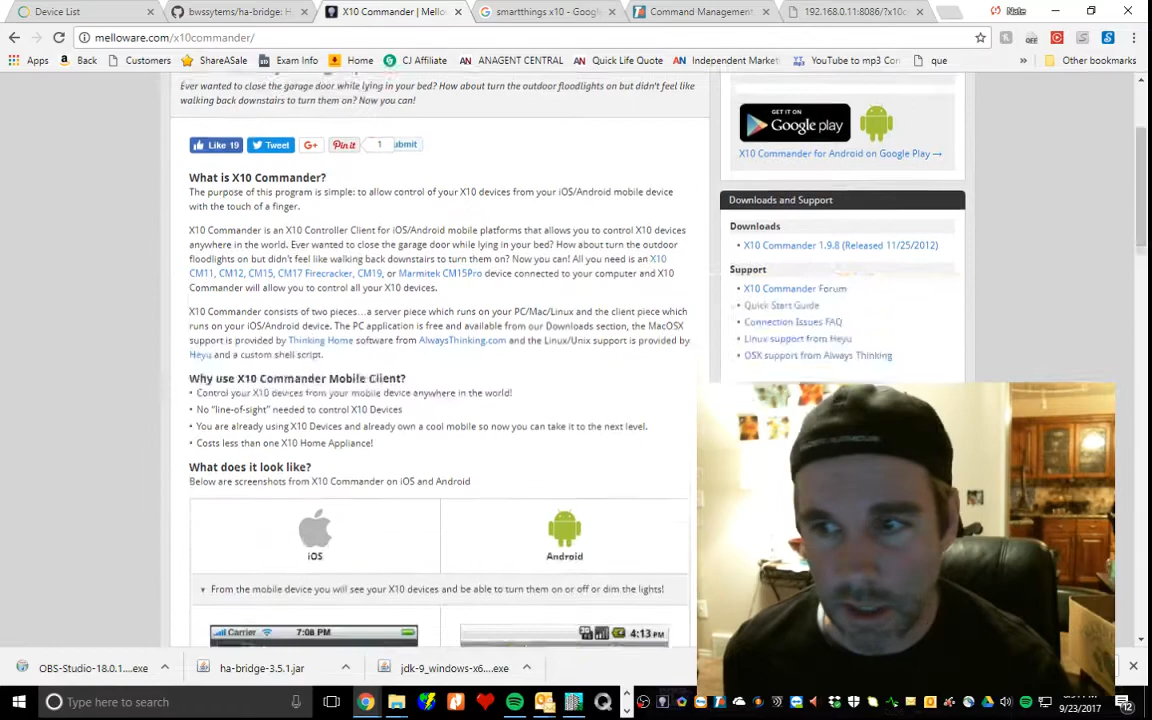 Device List
bwssytems/ha-bridge: H
X10 Commander | Mello
smartthings x10 - Goog
Command Management
192.168.0.11:8086/?x10
Nate
melloware.com/x10commander/
Apps
Back
Customers
ShareASale
Exam Info
Home
CJ Affiliate
ANAGENT CENTRAL
Quick Life Quote
Independent Market
YouTube to mp3 Con
que
Other bookmarks
Ever wanted to close the garage door while lying in your bed? How about turn the outdoor floodlights on but didn't feel like
walking back downstairs to turn them on? Now you can!
Like 19
Tweet
G+
Pin it
1
ubmit
What is X10 Commander?
The purpose of this program is simple: to allow control of your X10 devices from your iOS/Android mobile device
with the touch of a finger.
X10 Commander is an X10 Controller Client for iOS/Android mobile platforms that allows you to control X10 devices
anywhere in the world. Ever wanted to close the garage door while lying in your bed? How about turn the outdoor
floodlights on but didn't feel like walking back downstairs to turn them on? Now you can! All you need is an X10
CM11, CM12, CM15, CM17 Firecracker, CM19, or Marmitek CM15Pro device connected to your computer and X10
Commander will allow you to control all your X10 devices.
X10 Commander consists of two pieces...a server piece which runs on your PC/Mac/Linux and the client piece which
runs on your iOS/Android device. The PC application is free and available from our Downloads section, the MacOSX
support is provided by Thinking Home software from AlwaysThinking.com and the Linux/Unix support is provided by
Heyu and a custom shell script.
Why use X10 Commander Mobile Client?
• Control your X10 devices from your mobile device anywhere in the world!
• No "line-of-sight" needed to control X10 Devices
• You are already using X10 Devices and already own a cool mobile so now you can take it to the next level.
• Costs less than one X10 Home Appliance!
What does it look like?
Below are screenshots from X10 Commander on iOS and Android
iOS
Android
From the mobile device you will see your X10 devices and be able to turn them on or off or dim the lights!
Carrier
7:08 PM
4:13 PM
GET IT ON
Google play
X10 Commander for Android on Google Play →
Downloads and Support
Downloads
• X10 Commander 1.9.8 (Released 11/25/2012)
Support
• X10 Commander Forum
• Quick Start Guide
• Connection Issues FAQ
• Linux support from Heyu
• OSX support from Always Thinking
OBS-Studio-18.0.1....exe
ha-bridge-3.5.1.jar
jdk-9_windows-x6....exe
Type here to search
9/23/2017
12